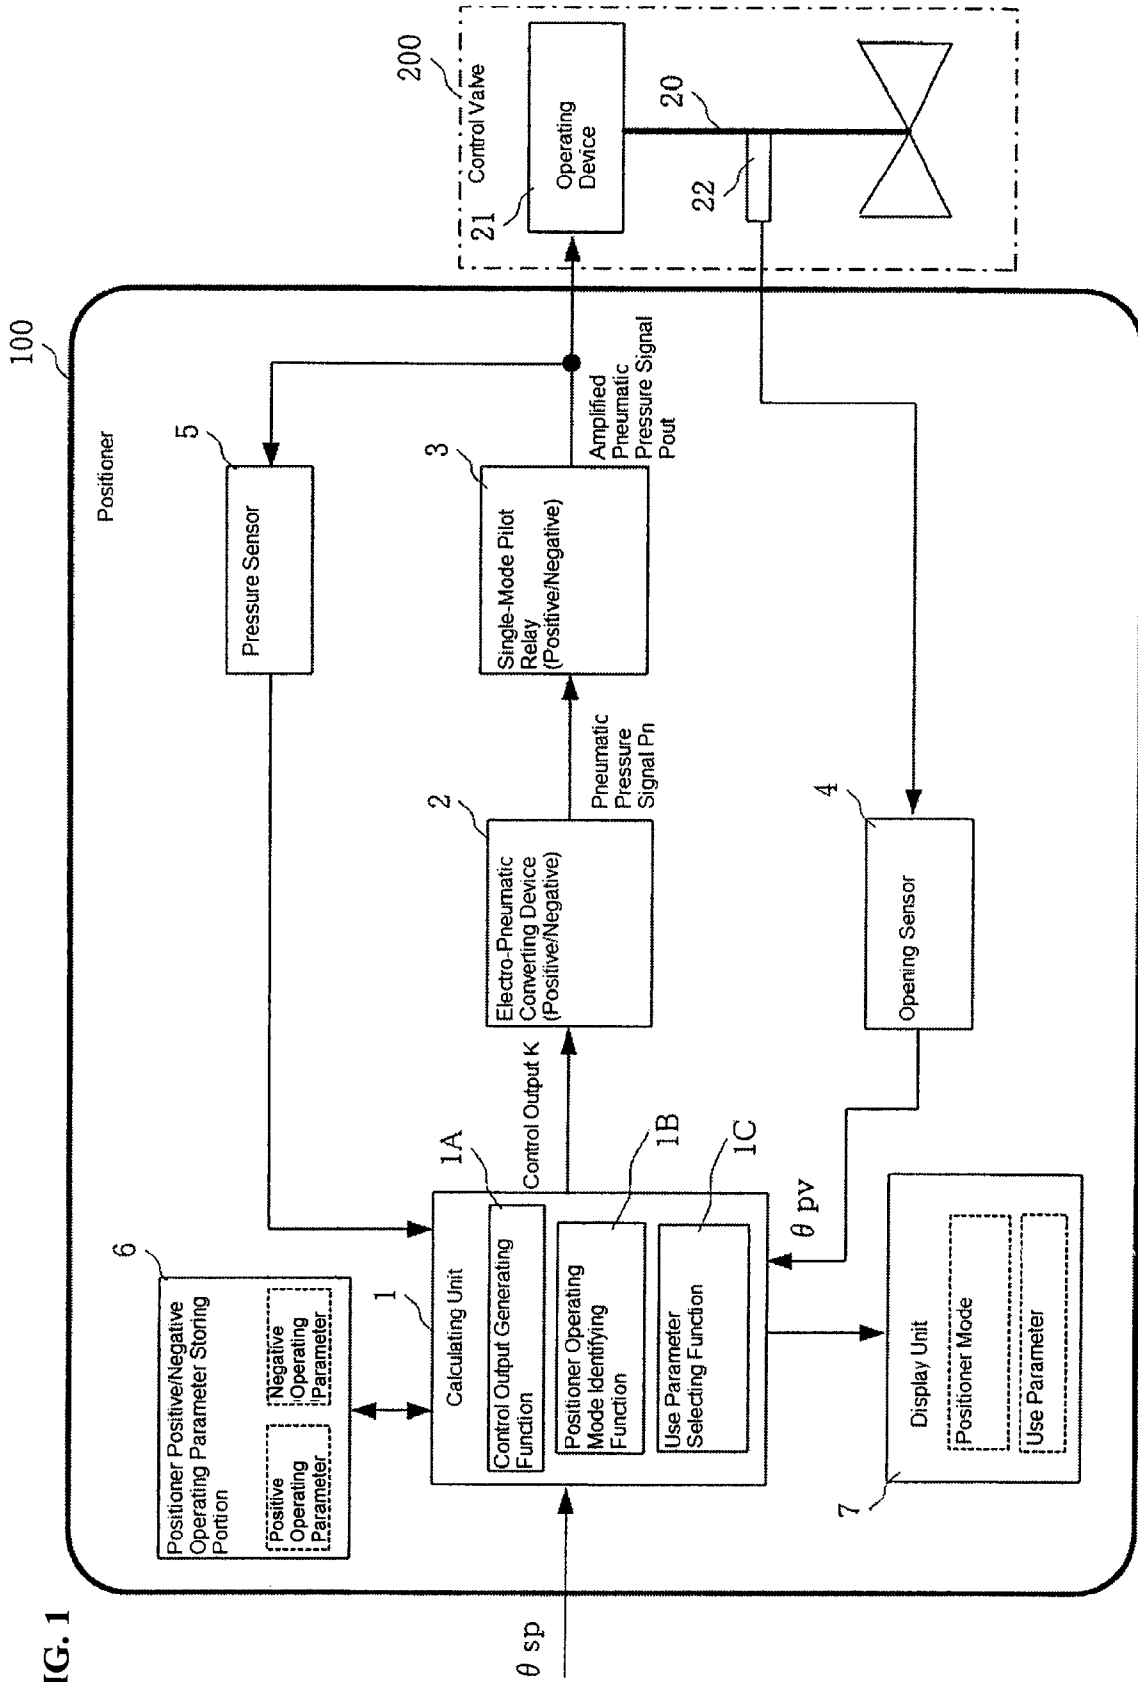 IG. 1
100
Positioner
6
Positioner Positive/Negative
Operating Parameter Storing
Portion
Positive
Operating
Parameter
Negative
Operating
Parameter
5
Pressure Sensor
θ sp
1
Calculating Unit
1A
Control Output Generating
Function
1B
Positioner Operating
Mode Identifying
Function
1C
Use Parameter
Selecting Function
Control Output K
2
Electro-Pneumatic
Converting Device
(Positive/Negative)
Pneumatic
Pressure
Signal Pn
3
Single-Mode Pilot
Relay
(Positive/Negative)
Amplified
Pneumatic
Pressure Signal
Pout
θ pv
4
Opening Sensor
7
Display Unit
Positioner Mode
Use Parameter
200
Control Valve
21
Operating
Device
20
22